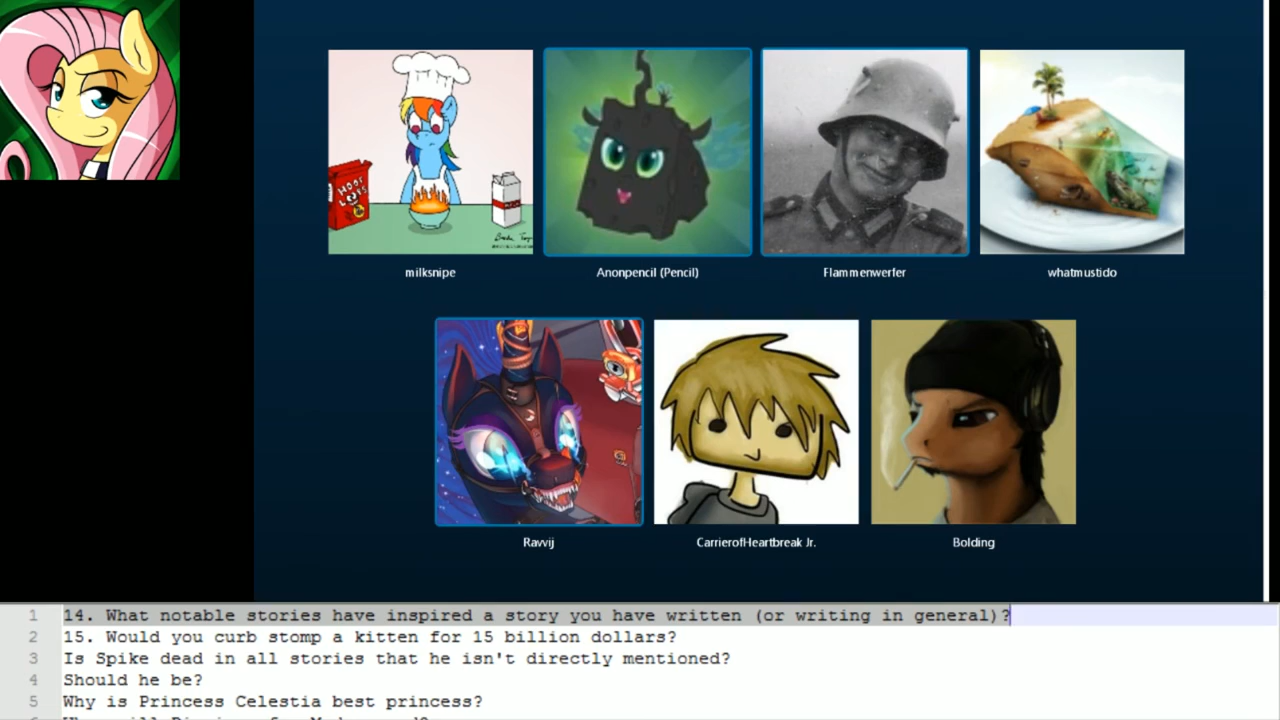 HOOT
milksnipe
Anonpencil (Pencil)
Flammenwerfer
whatmustido
Ravvij
CarrierofHeartbreak Jr.
Bolding
1 14. What notable stories have inspired a story you have written (or writing in general)?
2 15. Would you curb stomp a kitten for 15 billion dollars?
3 Is Spike dead in all stories that he isn't directly mentioned?
4 Should he be?
5 Why is Princess Celestia best princess?